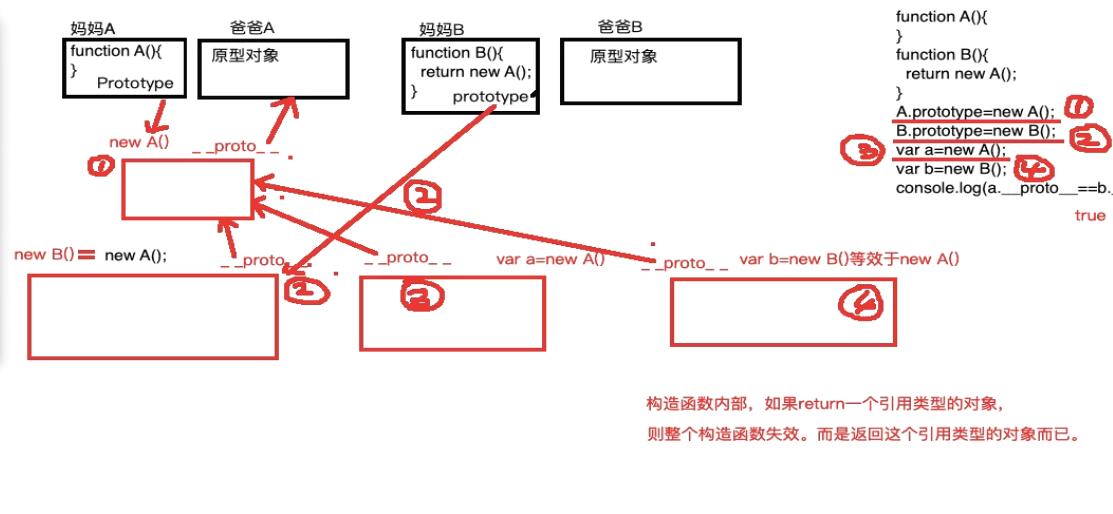 妈妈A
function A(){
}
Prototype
爸爸A
原型对象
妈妈B
function B(){
return new A();
}
prototype
爸爸B
原型对象
function A(){
}
function B(){
return new A();
}
A.prototype=new A(); ①
B.prototype=new B(); ②
③ var a=new A();
var b=new B(); ④
console.log(a.__proto__==b._
true
new A()
__proto__
①
②
new B() = new A();
__proto__
②
__proto__
③
var a=new A()
__proto__
var b=new B()等效于new A()
④
构造函数内部，如果return一个引用类型的对象，
则整个构造函数失效。而是返回这个引用类型的对象而已。